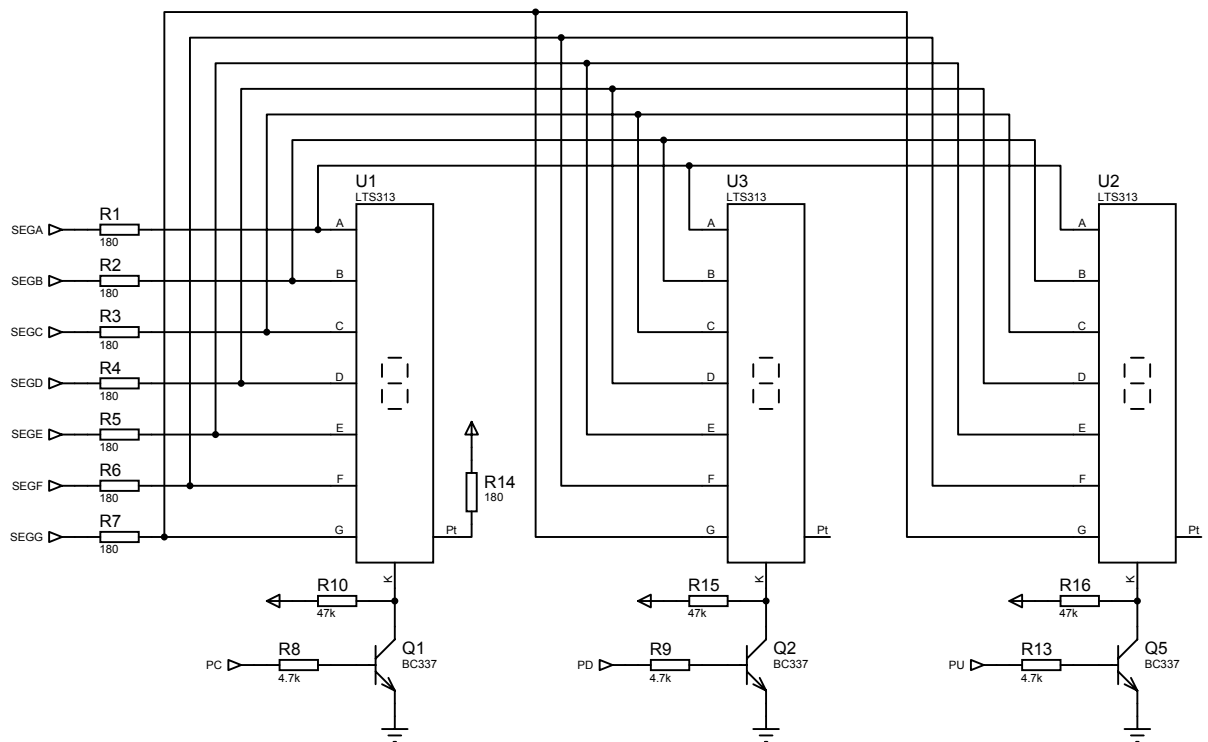 U1
LTS313
U3
LTS313
U2
LTS313
SEGA
R1
180
A
A
A
SEGB
R2
180
B
B
B
SEGC
R3
180
C
C
C
SEGD
R4
180
D
D
D
SEGE
R5
180
E
E
E
SEGF
R6
180
F
F
F
R14
180
SEGG
R7
180
G
Pt
G
Pt
G
Pt
K
K
K
R10
47k
R15
47k
R16
47k
PC
R8
4.7k
Q1
BC337
PD
R9
4.7k
Q2
BC337
PU
R13
4.7k
Q5
BC337